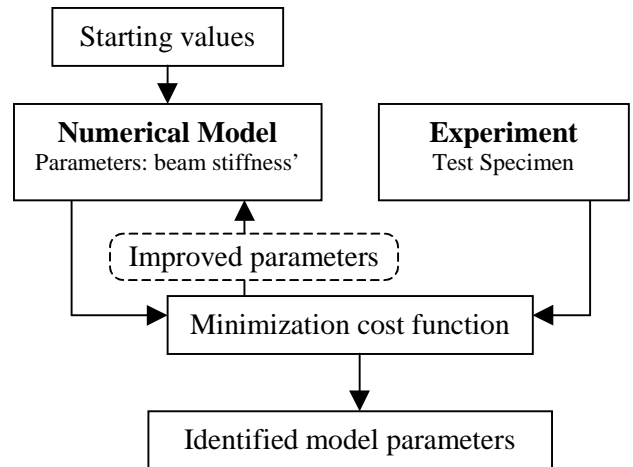 Starting values
Numerical Model
Parameters: beam stiffness’
Experiment
Test Specimen
Improved parameters
Minimization cost function
Identified model parameters